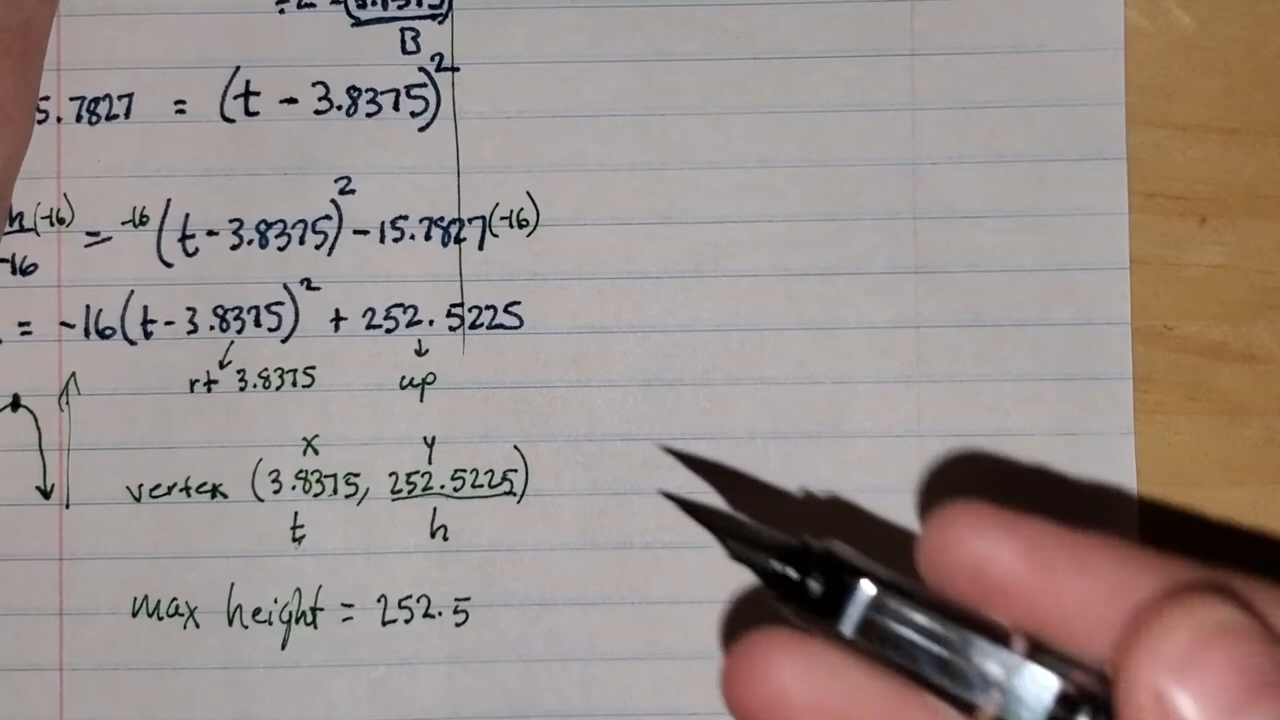 B
5.7827 = (t - 3.8375)²
h(-16) = -16(t - 3.8375)² - 15.7827(-16)
-16
= -16(t - 3.8375)² + 252.5225
rt 3.8375 up
x y
vertex (3.8375, 252.5225)
t h
max height = 252.5